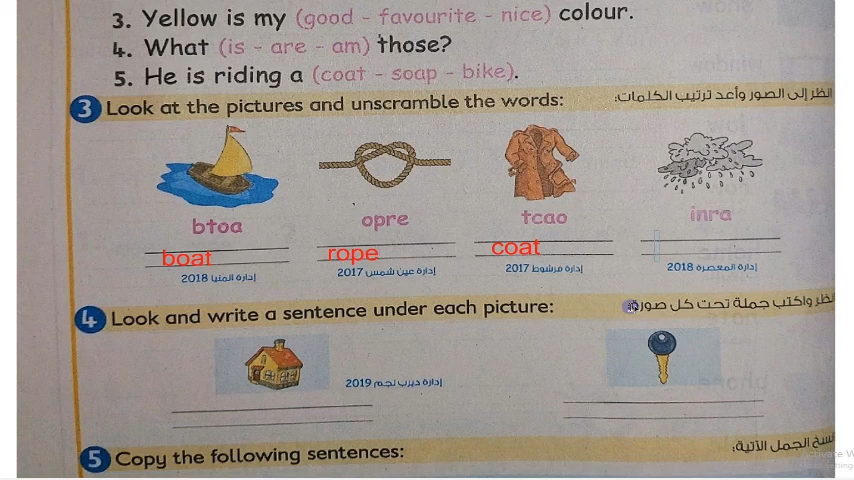 3. Yellow is my (good - favourite - nice) colour.
4. What (is - are - am) those?
5. He is riding a (coat - soap - bike).
3 Look at the pictures and unscramble the words:
انظر إلى الصور وأعد ترتيب الكلمات:
btoa opre tcao inra
boat rope coat
إدارة المنيا 2018 إدارة عين شمس 2017 إدارة فرشوط 2017 إدارة المعصرة 2018
4 Look and write a sentence under each picture:
انظر واكتب جملة تحت كل صورة:
إدارة ديرب نجم 2019
5 Copy the following sentences:
انسخ الجمل الآتية: